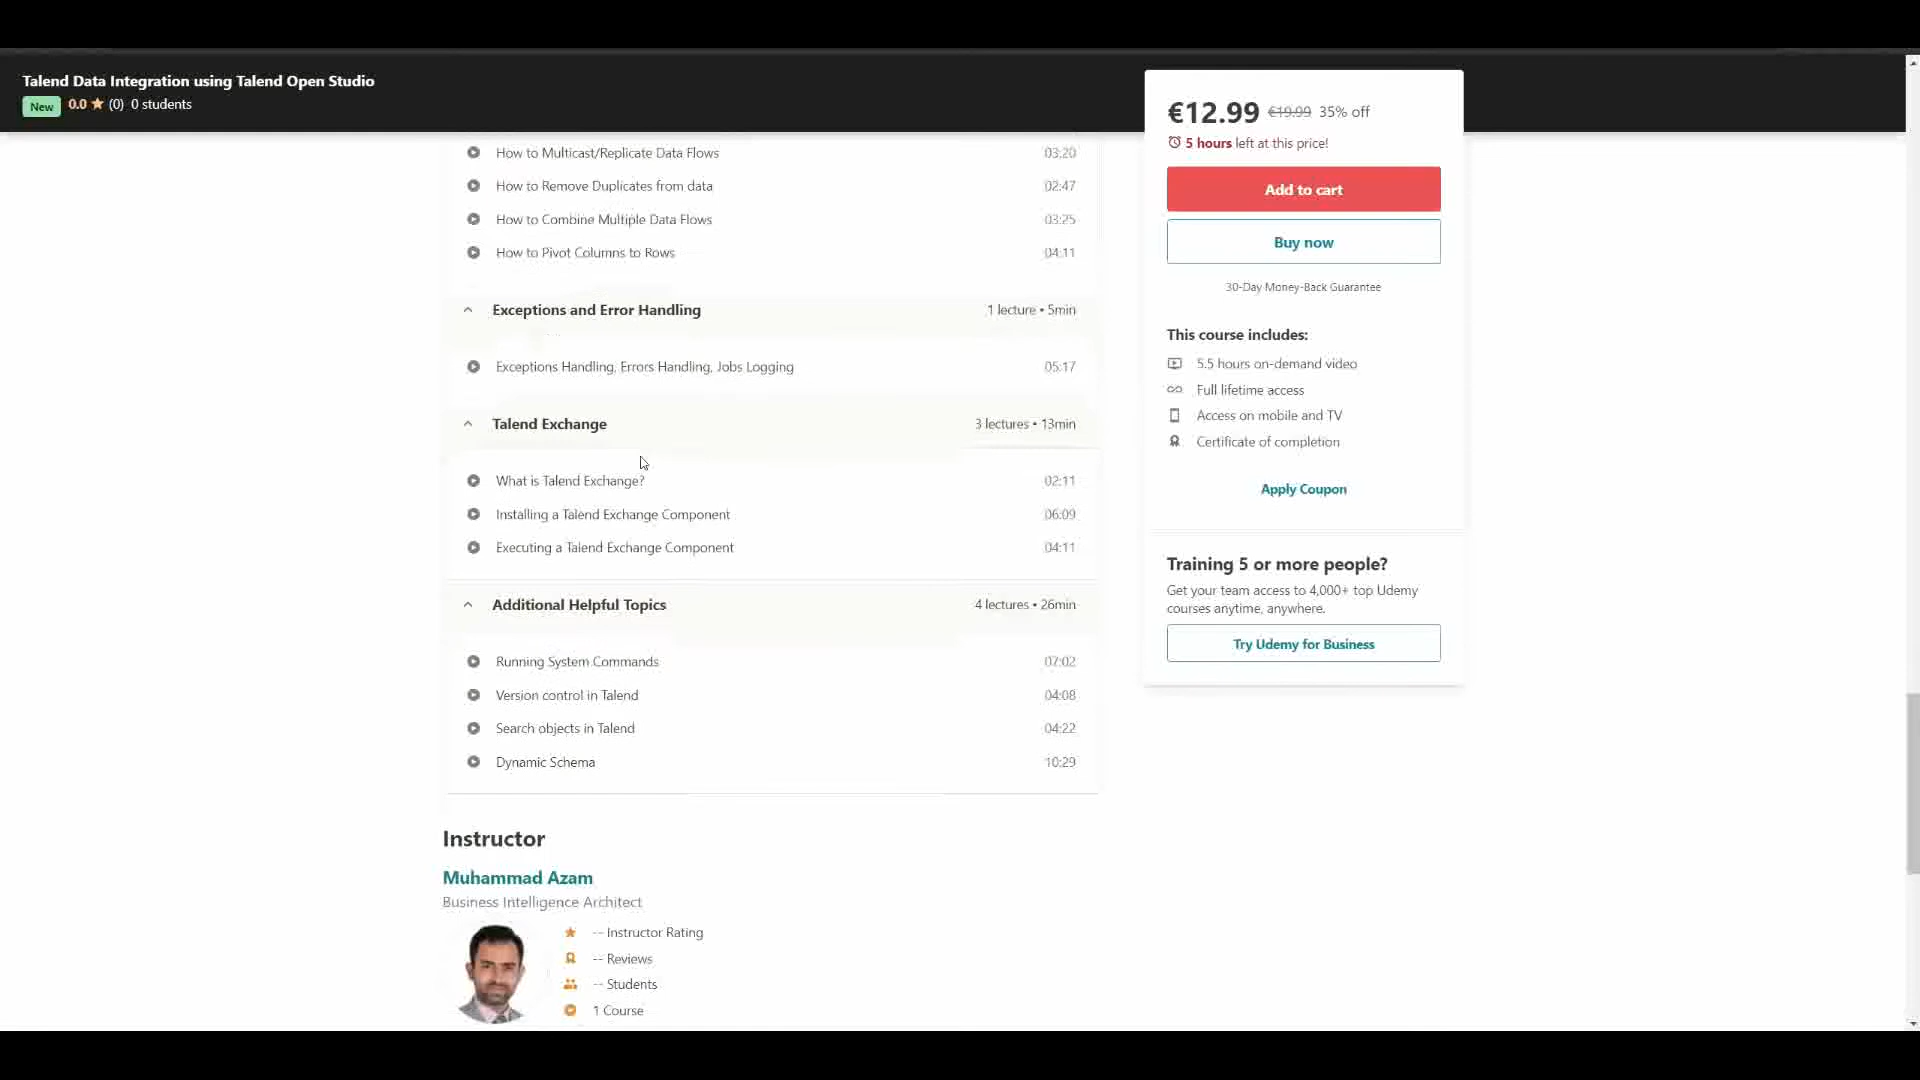 Talend Data Integration using Talend Open Studio
New 0.0 (0) 0 students
How to Multicast/Replicate Data Flows 03:20
How to Remove Duplicates from data 02:47
How to Combine Multiple Data Flows 03:25
How to Pivot Columns to Rows 04:11
Exceptions and Error Handling 1 lecture • 5min
Exceptions Handling, Errors Handling, Jobs Logging 05:17
Talend Exchange 3 lectures • 13min
What is Talend Exchange? 02:11
Installing a Talend Exchange Component 06:09
Executing a Talend Exchange Component 04:11
Additional Helpful Topics 4 lectures • 26min
Running System Commands 07:02
Version control in Talend 04:08
Search objects in Talend 04:22
Dynamic Schema 10:29
Instructor
Muhammad Azam
Business Intelligence Architect
-- Instructor Rating
-- Reviews
-- Students
1 Course
€12.99 €19.99 35% off
5 hours left at this price!
Add to cart
Buy now
30-Day Money-Back Guarantee
This course includes:
5.5 hours on-demand video
Full lifetime access
Access on mobile and TV
Certificate of completion
Apply Coupon
Training 5 or more people?
Get your team access to 4,000+ top Udemy
courses anytime, anywhere.
Try Udemy for Business